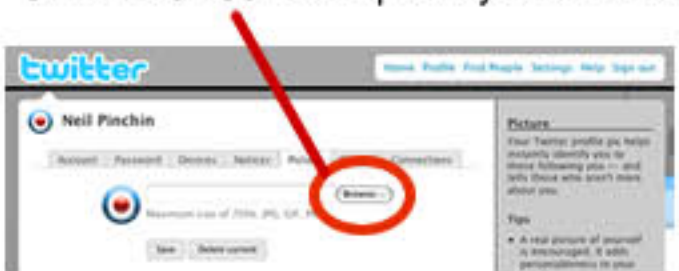 twitter
Home Profile Find People Settings Help Sign out
Neil Pinchin
Account Password Devices Notices Connections
Browse...
Maximum size of 700k. JPG, GIF,
Save Delete current
Picture
Your Twitter profile pic helps
instantly identify you to
those following you — and
tells those who aren't more
about you.
Tips
• A real picture of yourself
is encouraged. It adds
personableness to your